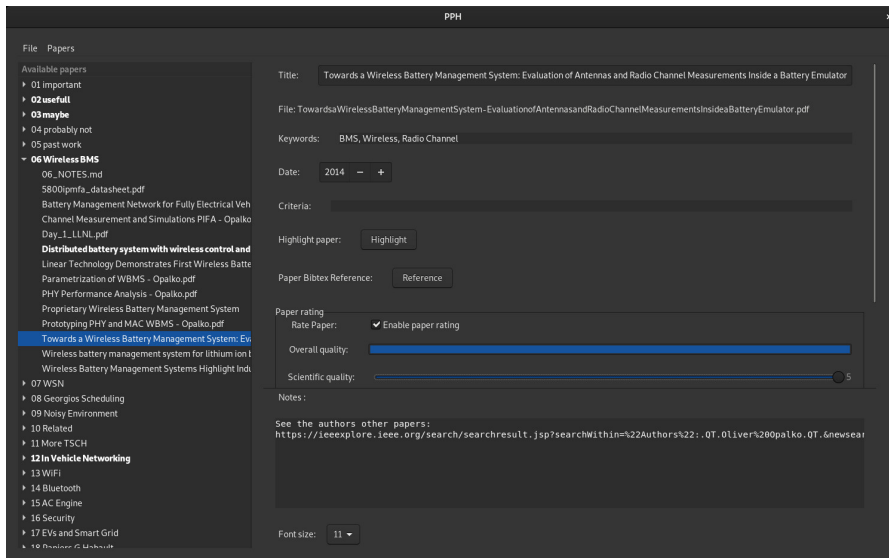 PPH
File Papers
Available papers
01 important
02 usefull
03 maybe
04 probably not
05 past work
06 Wireless BMS
06_NOTES.md
5800ipmfa_datasheet.pdf
Battery Management Network for Fully Electrical Veh
Channel Measurement and Simulations PIFA - Opalko
Day_1_LLNL.pdf
Distributed battery system with wireless control and
Linear Technology Demonstrates First Wireless Batte
Parametrization of WBMS - Opalko.pdf
PHY Performance Analysis - Opalko.pdf
Proprietary Wireless Battery Management System
Prototyping PHY and MAC WBMS - Opalko.pdf
Towards a Wireless Battery Management System: Eva
Wireless battery management system for lithium ion b
Wireless Battery Management Systems Highlight Indu
07 WSN
08 Georgios Scheduling
09 Noisy Environment
10 Related
11 More TSCH
12 In Vehicle Networking
13 WiFi
14 Bluetooth
15 AC Engine
16 Security
17 EVs and Smart Grid
18 Papiers G Habault
Title: Towards a Wireless Battery Management System: Evaluation of Antennas and Radio Channel Measurements Inside a Battery Emulator
File: TowardsaWirelessBatteryManagementSystem-EvaluationofAntennasandRadioChannelMeasurementsInsideaBatteryEmulator.pdf
Keywords: BMS, Wireless, Radio Channel
Date: 2014 − +
Criteria:
Highlight paper: Highlight
Paper Bibtex Reference: Reference
Paper rating
Rate Paper: Enable paper rating
Overall quality:
Scientific quality: 5
Notes :
See the authors other papers:
https://ieeexplore.ieee.org/search/searchresult.jsp?searchWithin=%22Authors%22:.QT.Oliver%20Opalko.QT.&newsear
Font size: 11